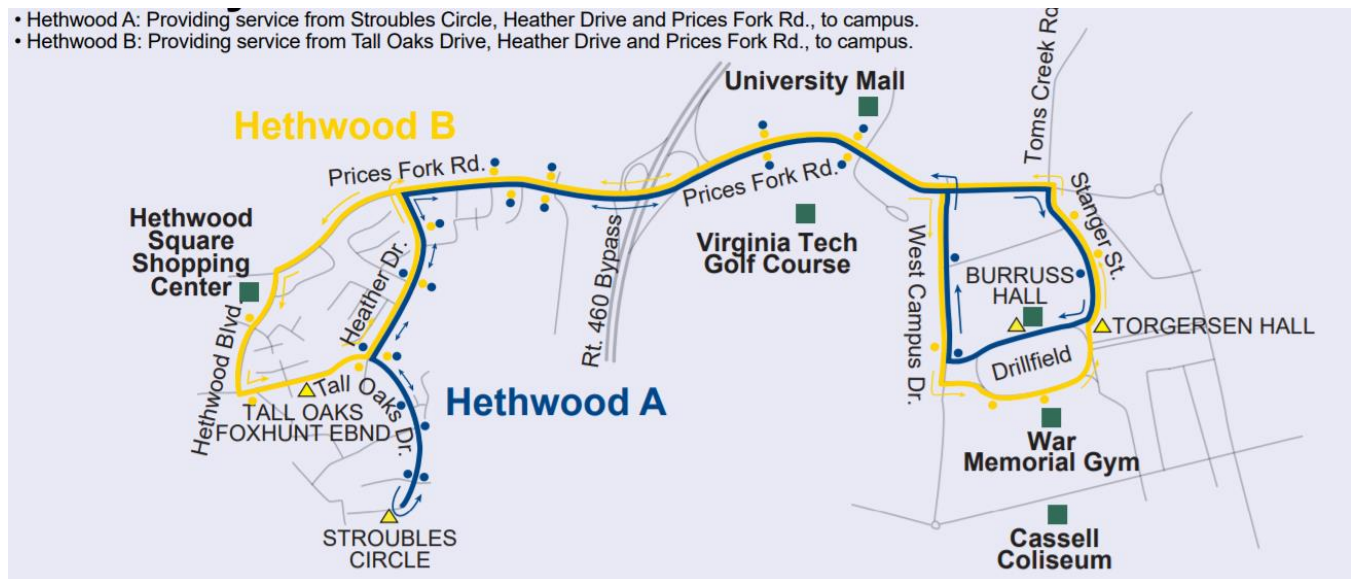 • Hethwood A: Providing service from Stroubles Circle, Heather Drive and Prices Fork Rd., to campus.
• Hethwood B: Providing service from Tall Oaks Drive, Heather Drive and Prices Fork Rd., to campus.
University Mall
Toms Creek Rd
Hethwood B
Prices Fork Rd.
Prices Fork Rd.
Stanger St.
Hethwood
Square
Shopping
Center
Virginia Tech
Golf Course
Rt. 460 Bypass
West Campus Dr.
BURRUSS
HALL
TORGERSEN HALL
Heather Dr.
Hethwood Blvd.
Drillfield
Tall Oaks Dr.
TALL OAKS
FOXHUNT EBND
Hethwood A
War
Memorial Gym
STROUBLES
CIRCLE
Cassell
Coliseum